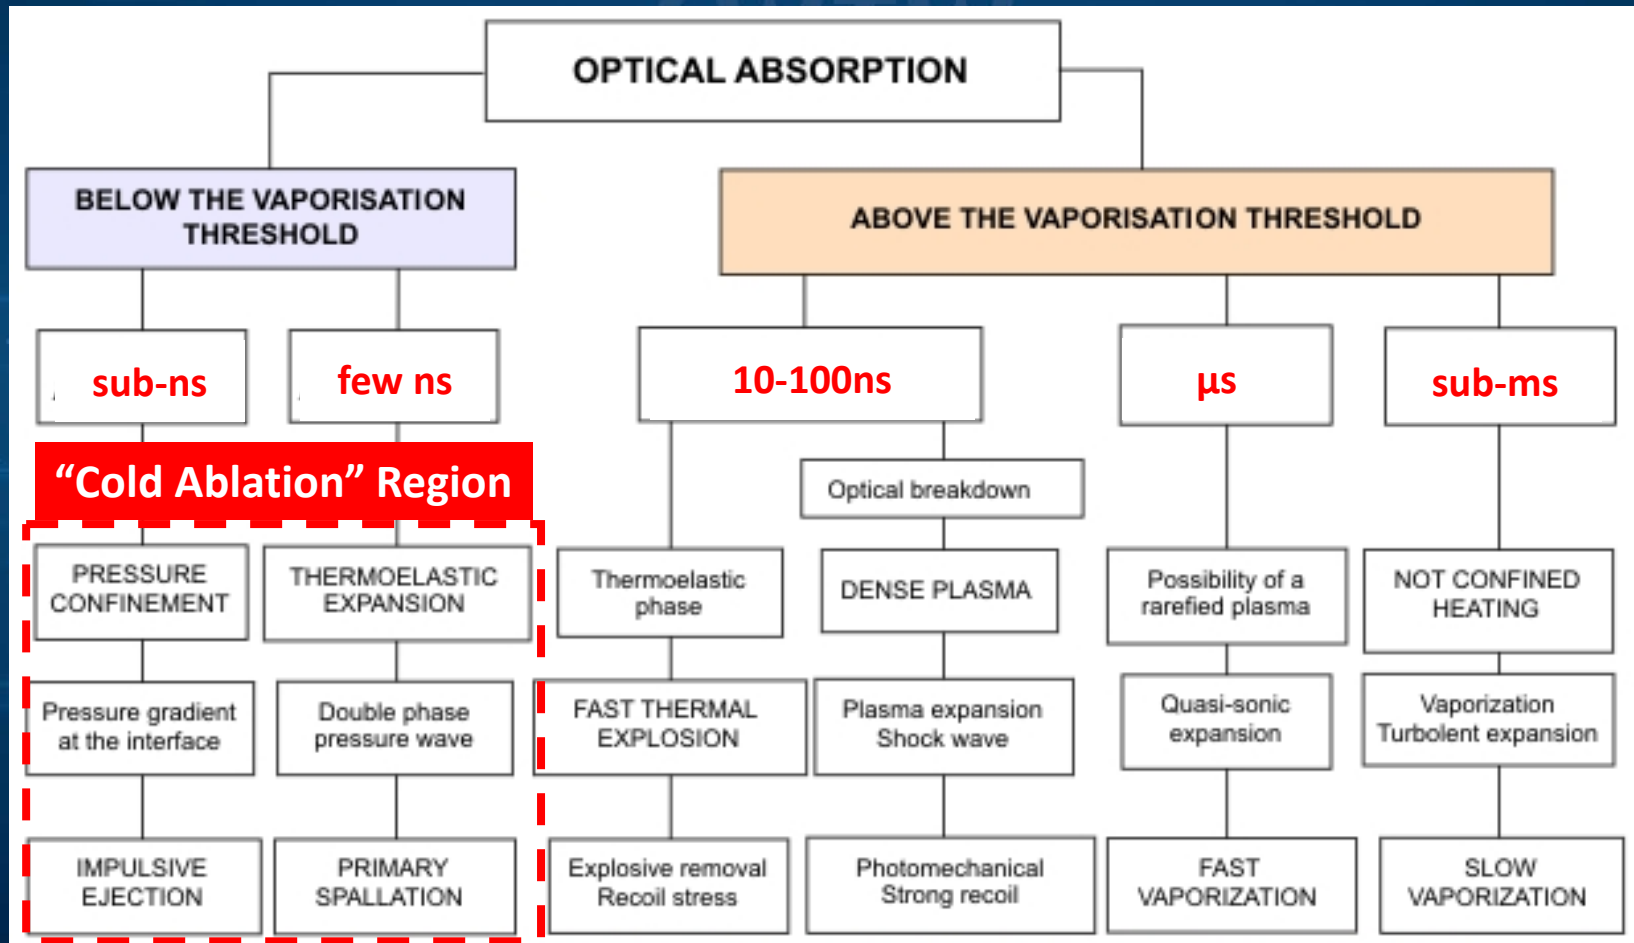 OPTICAL ABSORPTION
BELOW THE VAPORISATION
THRESHOLD
ABOVE THE VAPORISATION THRESHOLD
sub-ns
few ns
10-100ns
µs
sub-ms
“Cold Ablation” Region
Optical breakdown
PRESSURE
CONFINEMENT
THERMOELASTIC
EXPANSION
Thermoelastic
phase
DENSE PLASMA
Possibility of a
rarefied plasma
NOT CONFINED
HEATING
Pressure gradient
at the interface
Double phase
pressure wave
FAST THERMAL
EXPLOSION
Plasma expansion
Shock wave
Quasi-sonic
expansion
Vaporization
Turbolent expansion
IMPULSIVE
EJECTION
PRIMARY
SPALLATION
Explosive removal
Recoil stress
Photomechanical
Strong recoil
FAST
VAPORIZATION
SLOW
VAPORIZATION